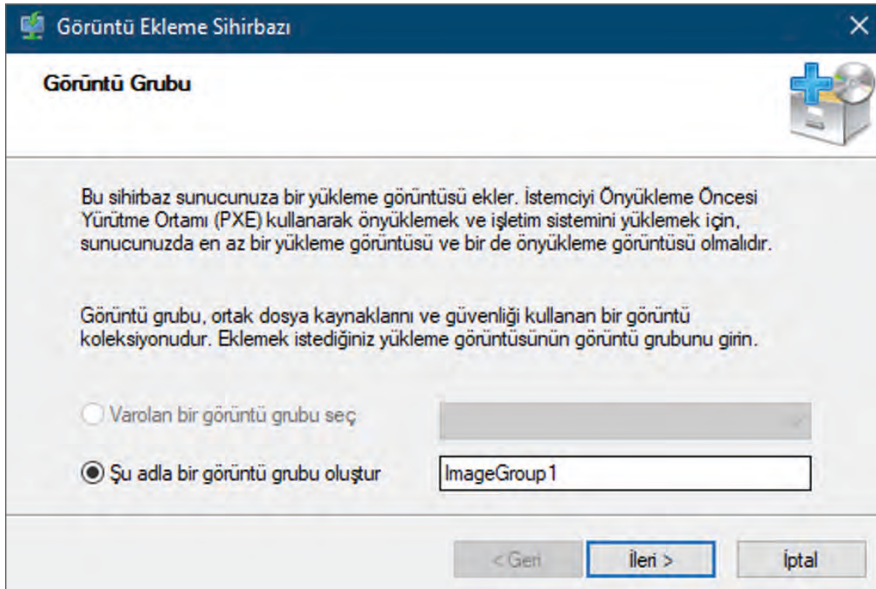 Görüntü Ekleme Sihirbazı
Görüntü Grubu
Bu sihirbaz sunucunuza bir yükleme görüntüsü ekler. İstemciyi Önyükleme Öncesi
Yürütme Ortamı (PXE) kullanarak önyüklemek ve işletim sistemini yüklemek için,
sunucunuzda en az bir yükleme görüntüsü ve bir de önyükleme görüntüsü olmalıdır.
Görüntü grubu, ortak dosya kaynaklarını ve güvenliği kullanan bir görüntü
koleksiyonudur. Eklemek istediğiniz yükleme görüntüsünün görüntü grubunu girin.
Varolan bir görüntü grubu seç
Şu adla bir görüntü grubu oluştur ImageGroup1
< Geri İleri > İptal